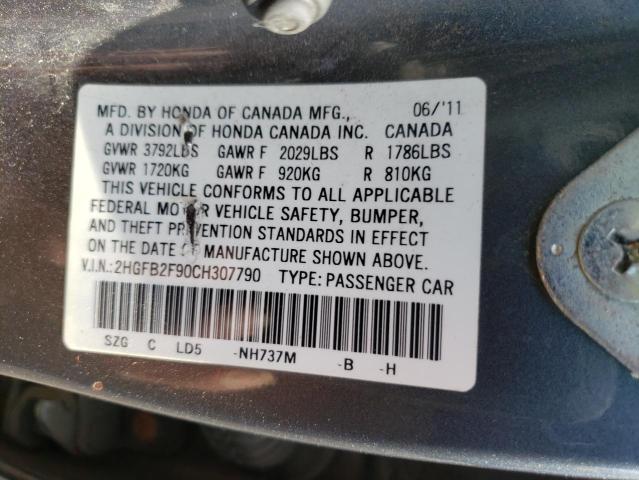 MFD. BY HONDA OF CANADA MFG., 06/'11
A DIVISION OF HONDA CANADA INC. CANADA
GVWR 3792LBS GAWR F 2029LBS R 1786LBS
GVWR 1720KG GAWR F 920KG R 810KG
THIS VEHICLE CONFORMS TO ALL APPLICABLE
FEDERAL MOTOR VEHICLE SAFETY, BUMPER,
AND THEFT PREVENTION STANDARDS IN EFFECT
ON THE DATE OF MANUFACTURE SHOWN ABOVE.
V.I.N.:2HGFB2F90CH307790 TYPE:PASSENGER CAR
SZG C LD5 -NH737M -B -H